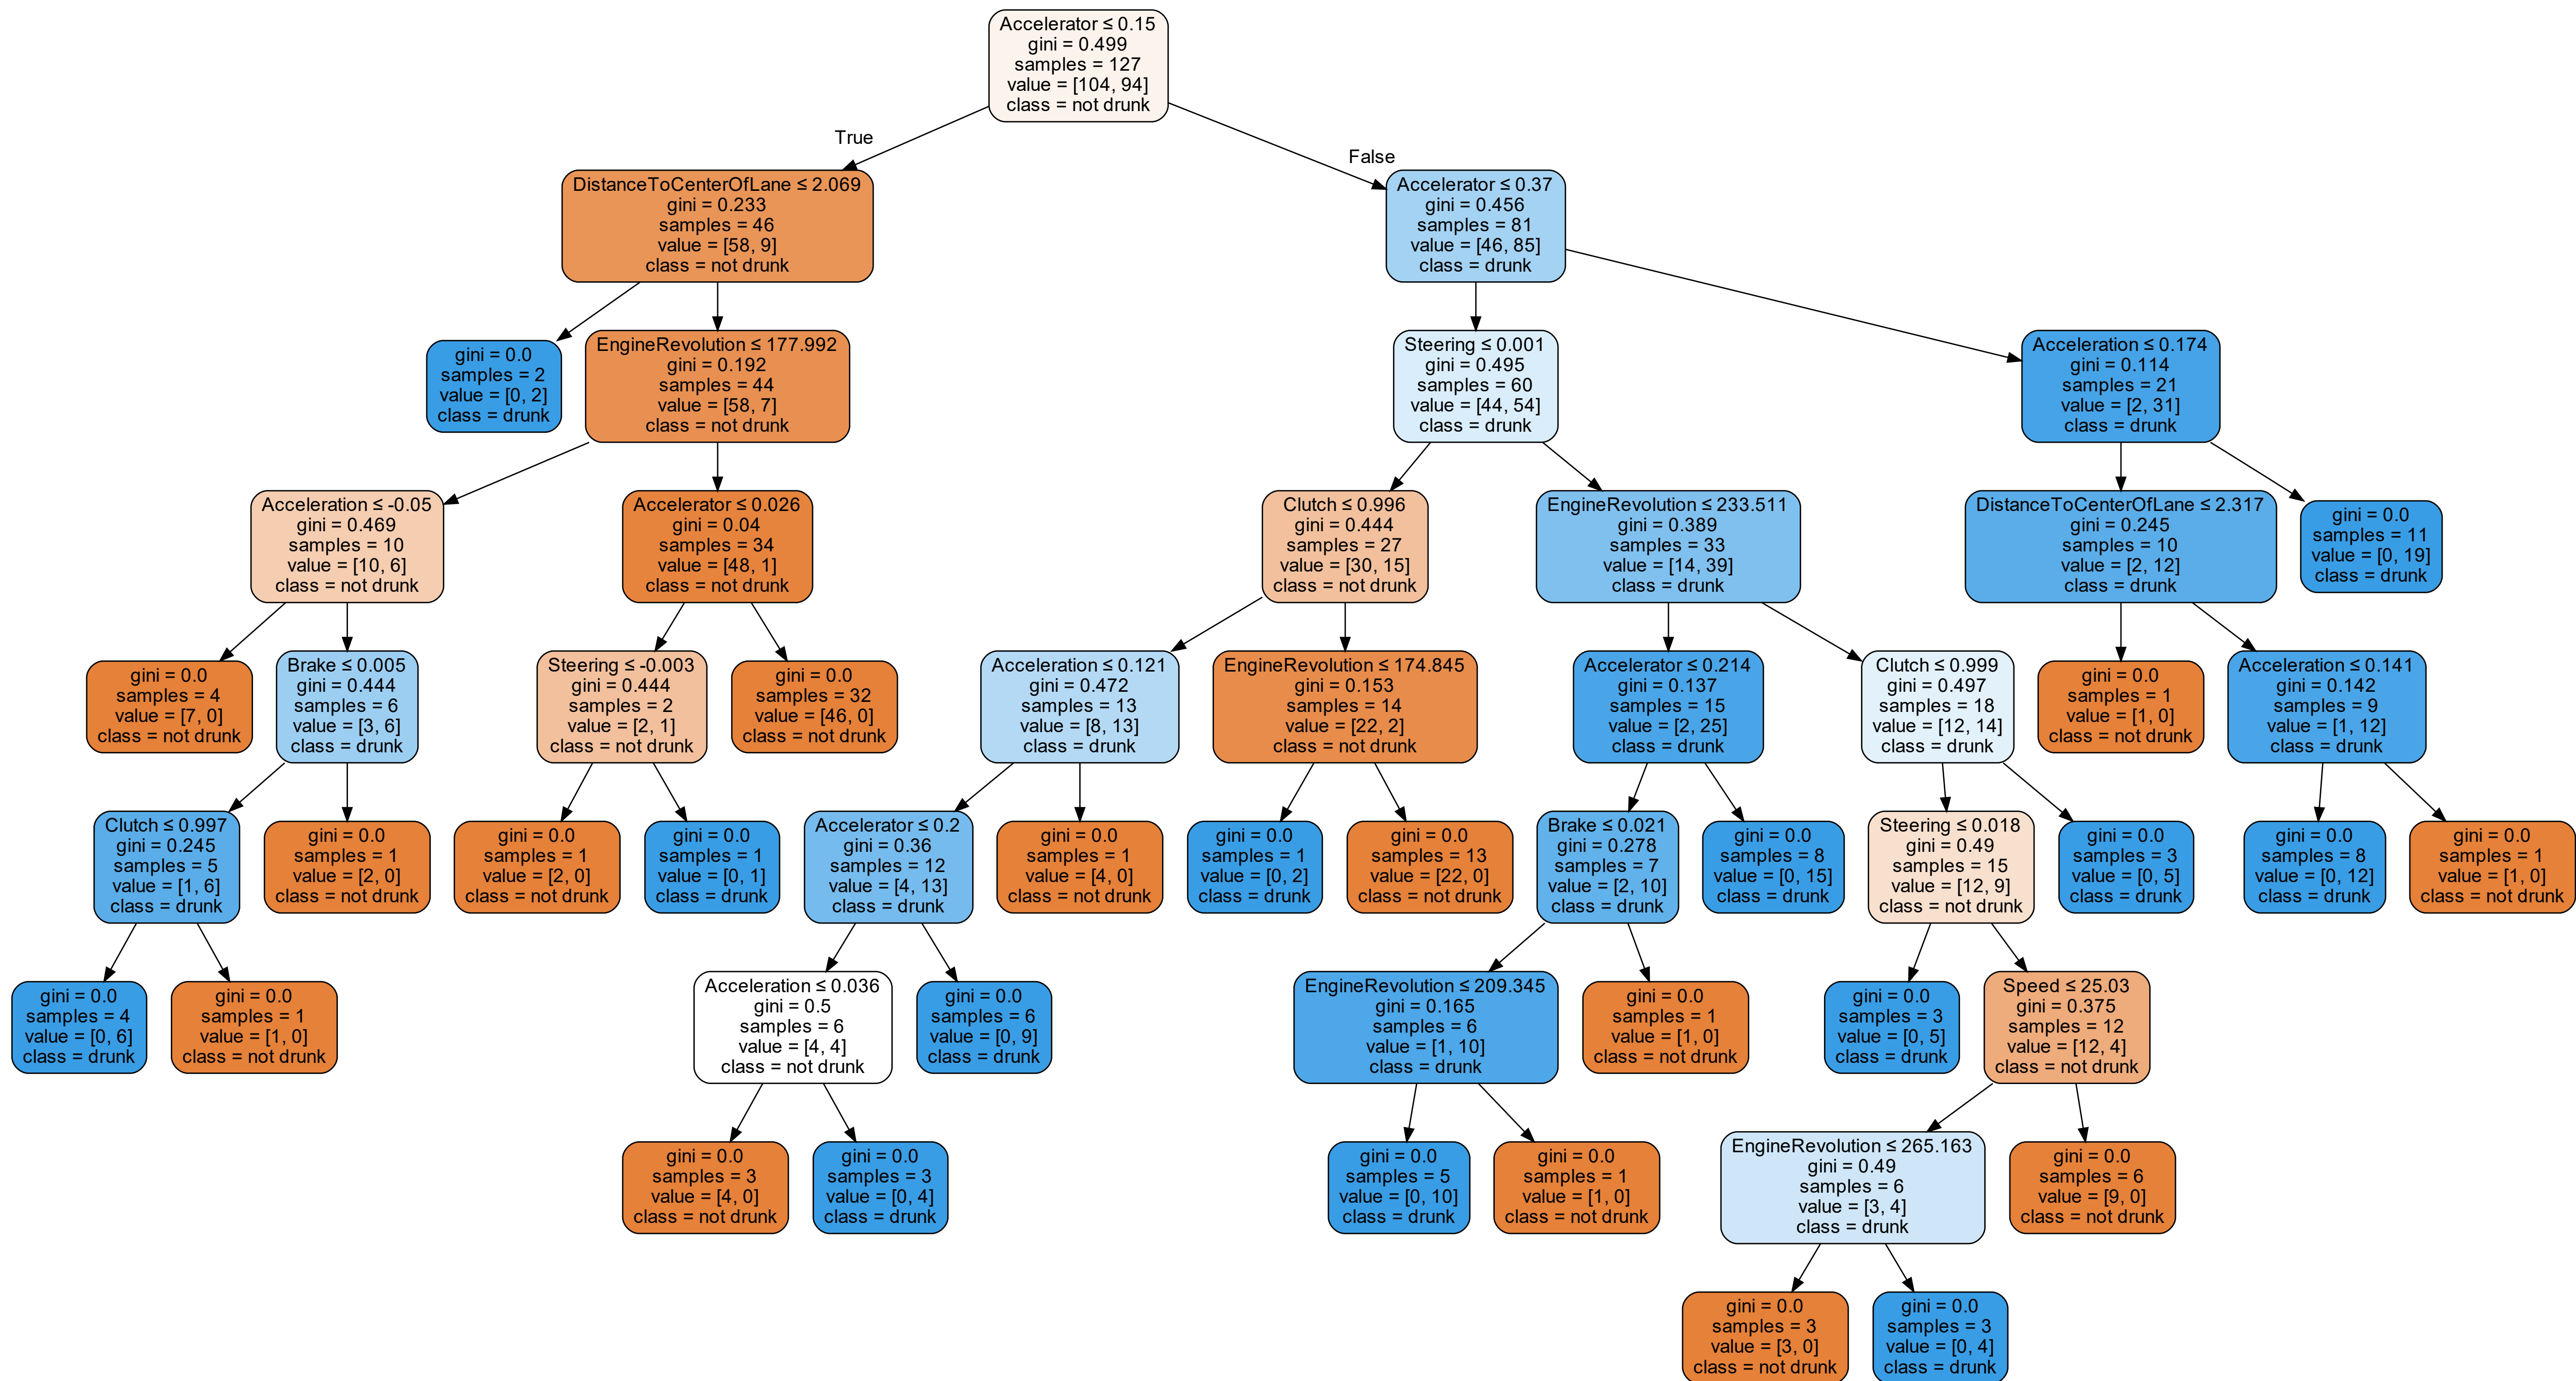 Accelerator ≤ 0.15
gini = 0.499
samples = 127
value = [104, 94]
class = not drunk
True
False
DistanceToCenterOfLane ≤ 2.069
gini = 0.233
samples = 46
value = [58, 9]
class = not drunk
Accelerator ≤ 0.37
gini = 0.456
samples = 81
value = [46, 85]
class = drunk
gini = 0.0
samples = 2
value = [0, 2]
class = drunk
EngineRevolution ≤ 177.992
gini = 0.192
samples = 44
value = [58, 7]
class = not drunk
Steering ≤ 0.001
gini = 0.495
samples = 60
value = [44, 54]
class = drunk
Acceleration ≤ 0.174
gini = 0.114
samples = 21
value = [2, 31]
class = drunk
Acceleration ≤ -0.05
gini = 0.469
samples = 10
value = [10, 6]
class = not drunk
Accelerator ≤ 0.026
gini = 0.04
samples = 34
value = [48, 1]
class = not drunk
Clutch ≤ 0.996
gini = 0.444
samples = 27
value = [30, 15]
class = not drunk
EngineRevolution ≤ 233.511
gini = 0.389
samples = 33
value = [14, 39]
class = drunk
DistanceToCenterOfLane ≤ 2.317
gini = 0.245
samples = 10
value = [2, 12]
class = drunk
gini = 0.0
samples = 11
value = [0, 19]
class = drunk
gini = 0.0
samples = 4
value = [7, 0]
class = not drunk
Brake ≤ 0.005
gini = 0.444
samples = 6
value = [3, 6]
class = drunk
Steering ≤ -0.003
gini = 0.444
samples = 2
value = [2, 1]
class = not drunk
gini = 0.0
samples = 32
value = [46, 0]
class = not drunk
Acceleration ≤ 0.121
gini = 0.472
samples = 13
value = [8, 13]
class = drunk
EngineRevolution ≤ 174.845
gini = 0.153
samples = 14
value = [22, 2]
class = not drunk
Accelerator ≤ 0.214
gini = 0.137
samples = 15
value = [2, 25]
class = drunk
Clutch ≤ 0.999
gini = 0.497
samples = 18
value = [12, 14]
class = drunk
gini = 0.0
samples = 1
value = [1, 0]
class = not drunk
Acceleration ≤ 0.141
gini = 0.142
samples = 9
value = [1, 12]
class = drunk
Clutch ≤ 0.997
gini = 0.245
samples = 5
value = [1, 6]
class = drunk
gini = 0.0
samples = 1
value = [2, 0]
class = not drunk
gini = 0.0
samples = 1
value = [2, 0]
class = not drunk
gini = 0.0
samples = 1
value = [0, 1]
class = drunk
Accelerator ≤ 0.2
gini = 0.36
samples = 12
value = [4, 13]
class = drunk
gini = 0.0
samples = 1
value = [4, 0]
class = not drunk
gini = 0.0
samples = 1
value = [0, 2]
class = drunk
gini = 0.0
samples = 13
value = [22, 0]
class = not drunk
Brake ≤ 0.021
gini = 0.278
samples = 7
value = [2, 10]
class = drunk
gini = 0.0
samples = 8
value = [0, 15]
class = drunk
Steering ≤ 0.018
gini = 0.49
samples = 15
value = [12, 9]
class = not drunk
gini = 0.0
samples = 3
value = [0, 5]
class = drunk
gini = 0.0
samples = 8
value = [0, 12]
class = drunk
gini = 0.0
samples = 1
value = [1, 0]
class = not drunk
gini = 0.0
samples = 4
value = [0, 6]
class = drunk
gini = 0.0
samples = 1
value = [1, 0]
class = not drunk
Acceleration ≤ 0.036
gini = 0.5
samples = 6
value = [4, 4]
class = not drunk
gini = 0.0
samples = 6
value = [0, 9]
class = drunk
EngineRevolution ≤ 209.345
gini = 0.165
samples = 6
value = [1, 10]
class = drunk
gini = 0.0
samples = 1
value = [1, 0]
class = not drunk
gini = 0.0
samples = 3
value = [0, 5]
class = drunk
Speed ≤ 25.03
gini = 0.375
samples = 12
value = [12, 4]
class = not drunk
gini = 0.0
samples = 3
value = [4, 0]
class = not drunk
gini = 0.0
samples = 3
value = [0, 4]
class = drunk
gini = 0.0
samples = 5
value = [0, 10]
class = drunk
gini = 0.0
samples = 1
value = [1, 0]
class = not drunk
EngineRevolution ≤ 265.163
gini = 0.49
samples = 6
value = [3, 4]
class = drunk
gini = 0.0
samples = 6
value = [9, 0]
class = not drunk
gini = 0.0
samples = 3
value = [3, 0]
class = not drunk
gini = 0.0
samples = 3
value = [0, 4]
class = drunk